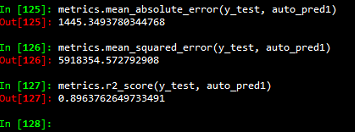 In [125]: metrics.mean_absolute_error(y_test, auto_pred1)
Out[125]: 1445.3493780344768
In [126]: metrics.mean_squared_error(y_test, auto_pred1)
Out[126]: 5918354.572792908
In [127]: metrics.r2_score(y_test, auto_pred1)
Out[127]: 0.8963762649733491
In [128]: